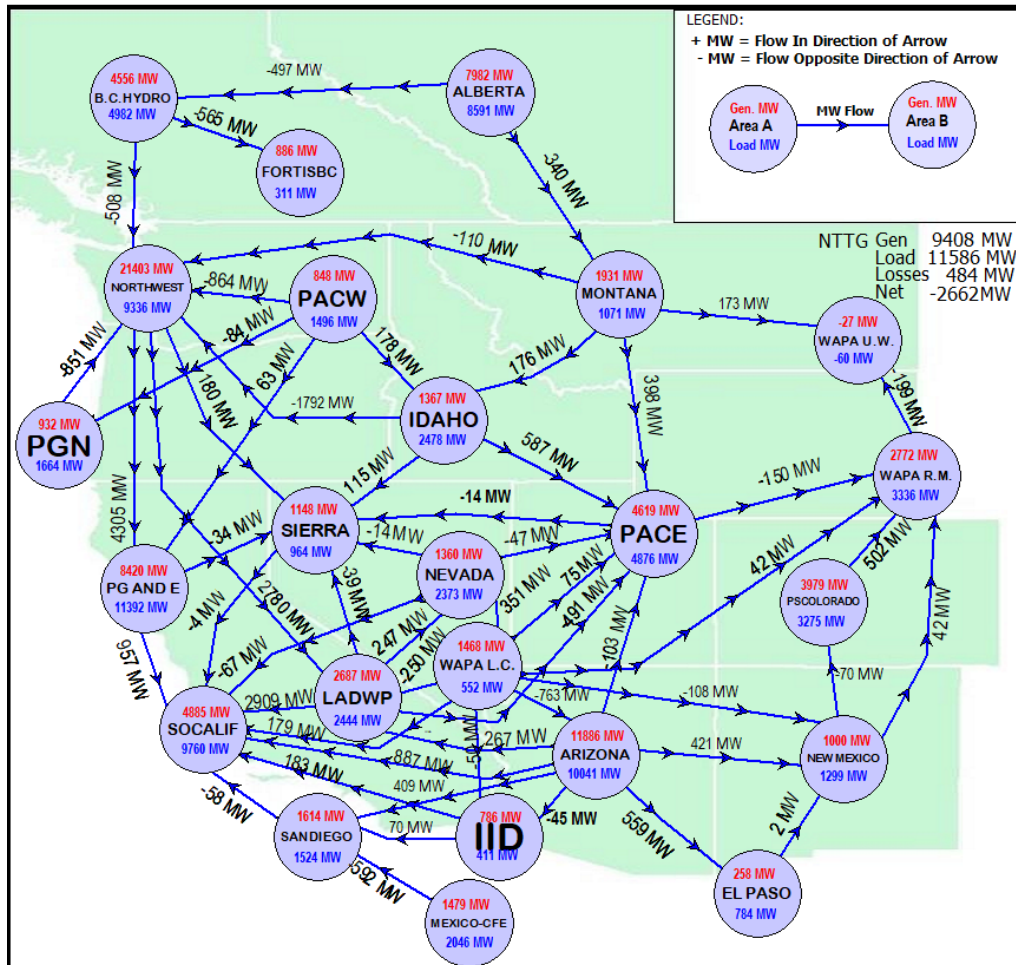 LEGEND:
+ MW = Flow In Direction of Arrow
- MW = Flow Opposite Direction of Arrow
Gen. MW
Area A
Load MW
MW Flow
Gen. MW
Area B
Load MW
NTTG Gen 9408 MW
Load 11586 MW
Losses 484 MW
Net -2662MW
4556 MW
B.C.HYDRO
4982 MW
-497 MW
7982 MW
ALBERTA
8591 MW
-565 MW
886 MW
FORTISBC
311 MW
-508 MW
-340 MW
-110 MW
21403 MW
NORTHWEST
9336 MW
-864 MW
848 MW
PACW
1496 MW
1931 MW
MONTANA
1071 MW
173 MW
-27 MW
WAPA U.W.
-60 MW
-851 MW
-84 MW
178 MW
176 MW
63 MW
180 MW
398 MW
-199 MW
-1792 MW
1367 MW
IDAHO
2478 MW
932 MW
PGN
1664 MW
587 MW
115 MW
-150 MW
2772 MW
WAPA R.M.
3336 MW
4305 MW
-14 MW
1148 MW
SIERRA
964 MW
-34 MW
-14 MW
-47 MW
4619 MW
PACE
4876 MW
42 MW
502 MW
8420 MW
PG AND E
11392 MW
1360 MW
NEVADA
2373 MW
351 MW
75 MW
-491 MW
3979 MW
PSCOLORADO
3275 MW
-4 MW
2780 MW
-39 MW
247 MW
-250 MW
42 MW
957 MW
-67 MW
1468 MW
WAPA L.C.
552 MW
-103 MW
-70 MW
2687 MW
LADWP
2444 MW
2909 MW
-763 MW
-108 MW
4885 MW
SOCALIF
9760 MW
179 MW
-887 MW
-59 MW
267 MW
11886 MW
ARIZONA
10041 MW
421 MW
1000 MW
NEW MEXICO
1299 MW
183 MW
409 MW
-58 MW
1614 MW
SANDIEGO
1524 MW
70 MW
786 MW
IID
411 MW
-45 MW
559 MW
2 MW
-592 MW
1479 MW
MEXICO-CFE
2046 MW
258 MW
EL PASO
784 MW